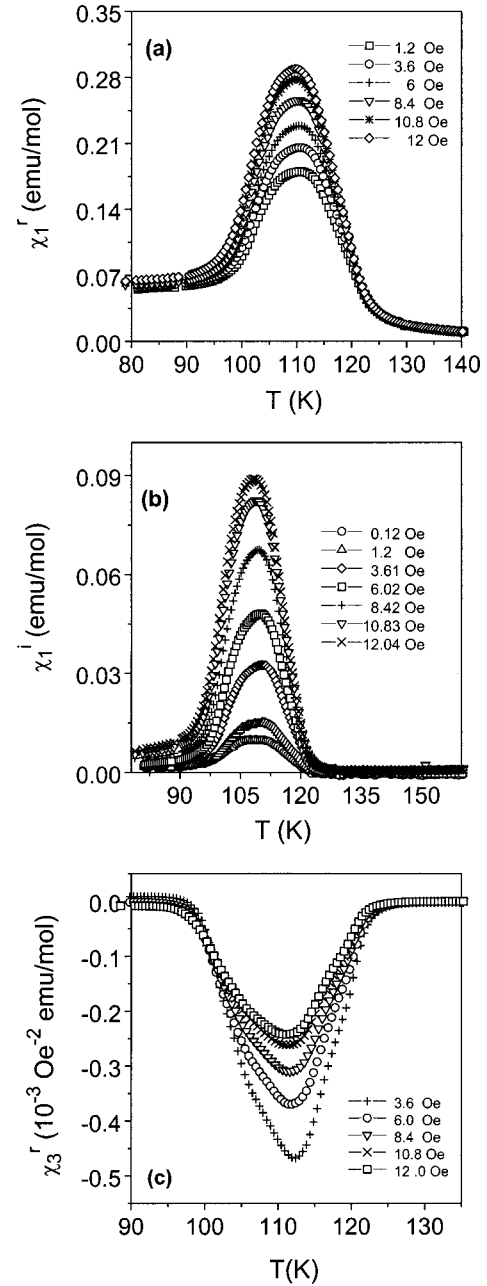 0.35
0.28
0.21
0.14
0.07
0.00
χ₁ʳ (emu/mol)
(a)
1.2 Oe
3.6 Oe
6 Oe
8.4 Oe
10.8 Oe
12 Oe
80 90 100 110 120 130 140
T (K)
0.09
0.06
0.03
0.00
χ₁ⁱ (emu/mol)
(b)
0.12 Oe
1.2 Oe
3.61 Oe
6.02 Oe
8.42 Oe
10.83 Oe
12.04 Oe
90 105 120 135 150
T (K)
0.0
-0.1
-0.2
-0.3
-0.4
-0.5
χ₃ʳ (10⁻³ Oe⁻² emu/mol)
(c)
3.6 Oe
6.0 Oe
8.4 Oe
10.8 Oe
12 .0 Oe
90 100 110 120 130
T(K)